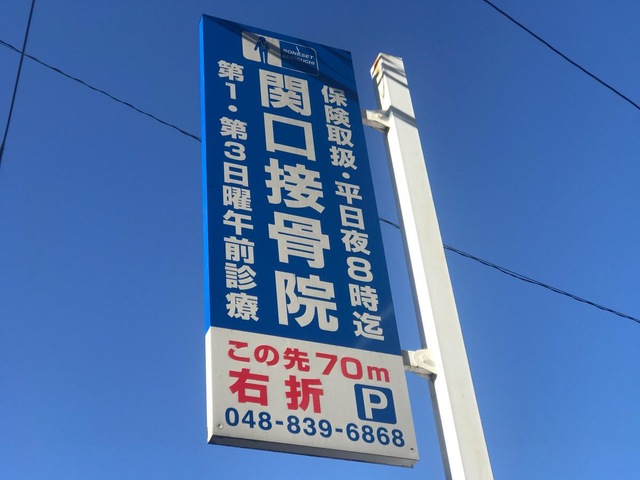 BONESET
保険取扱・平日夜8時迄
関口接骨院
第1・第3日曜午前診療
この先70m
右折
P
048-839-6868